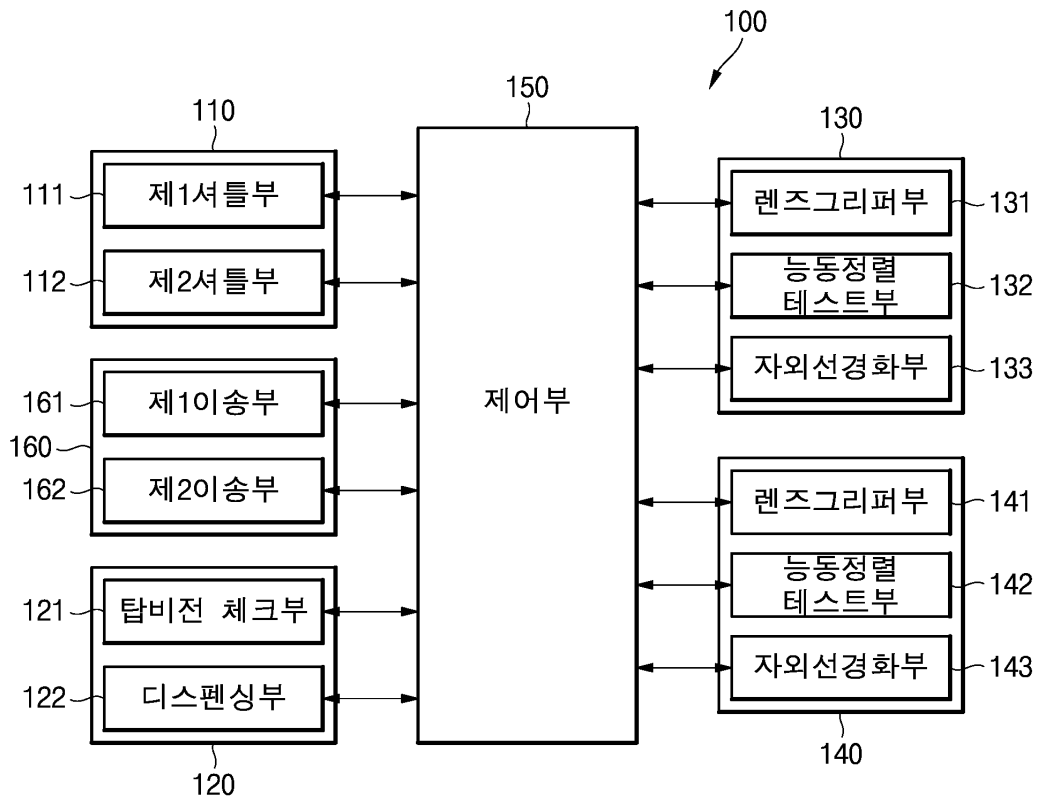 100
150
110
130
111
제1셔틀부
112
제2셔틀부
161
제1이송부
160
162
제2이송부
121
탑비전 체크부
122
디스펜싱부
120
제어부
렌즈그리퍼부
131
능동정렬
테스트부
132
자외선경화부
133
렌즈그리퍼부
141
능동정렬
테스트부
142
자외선경화부
143
140